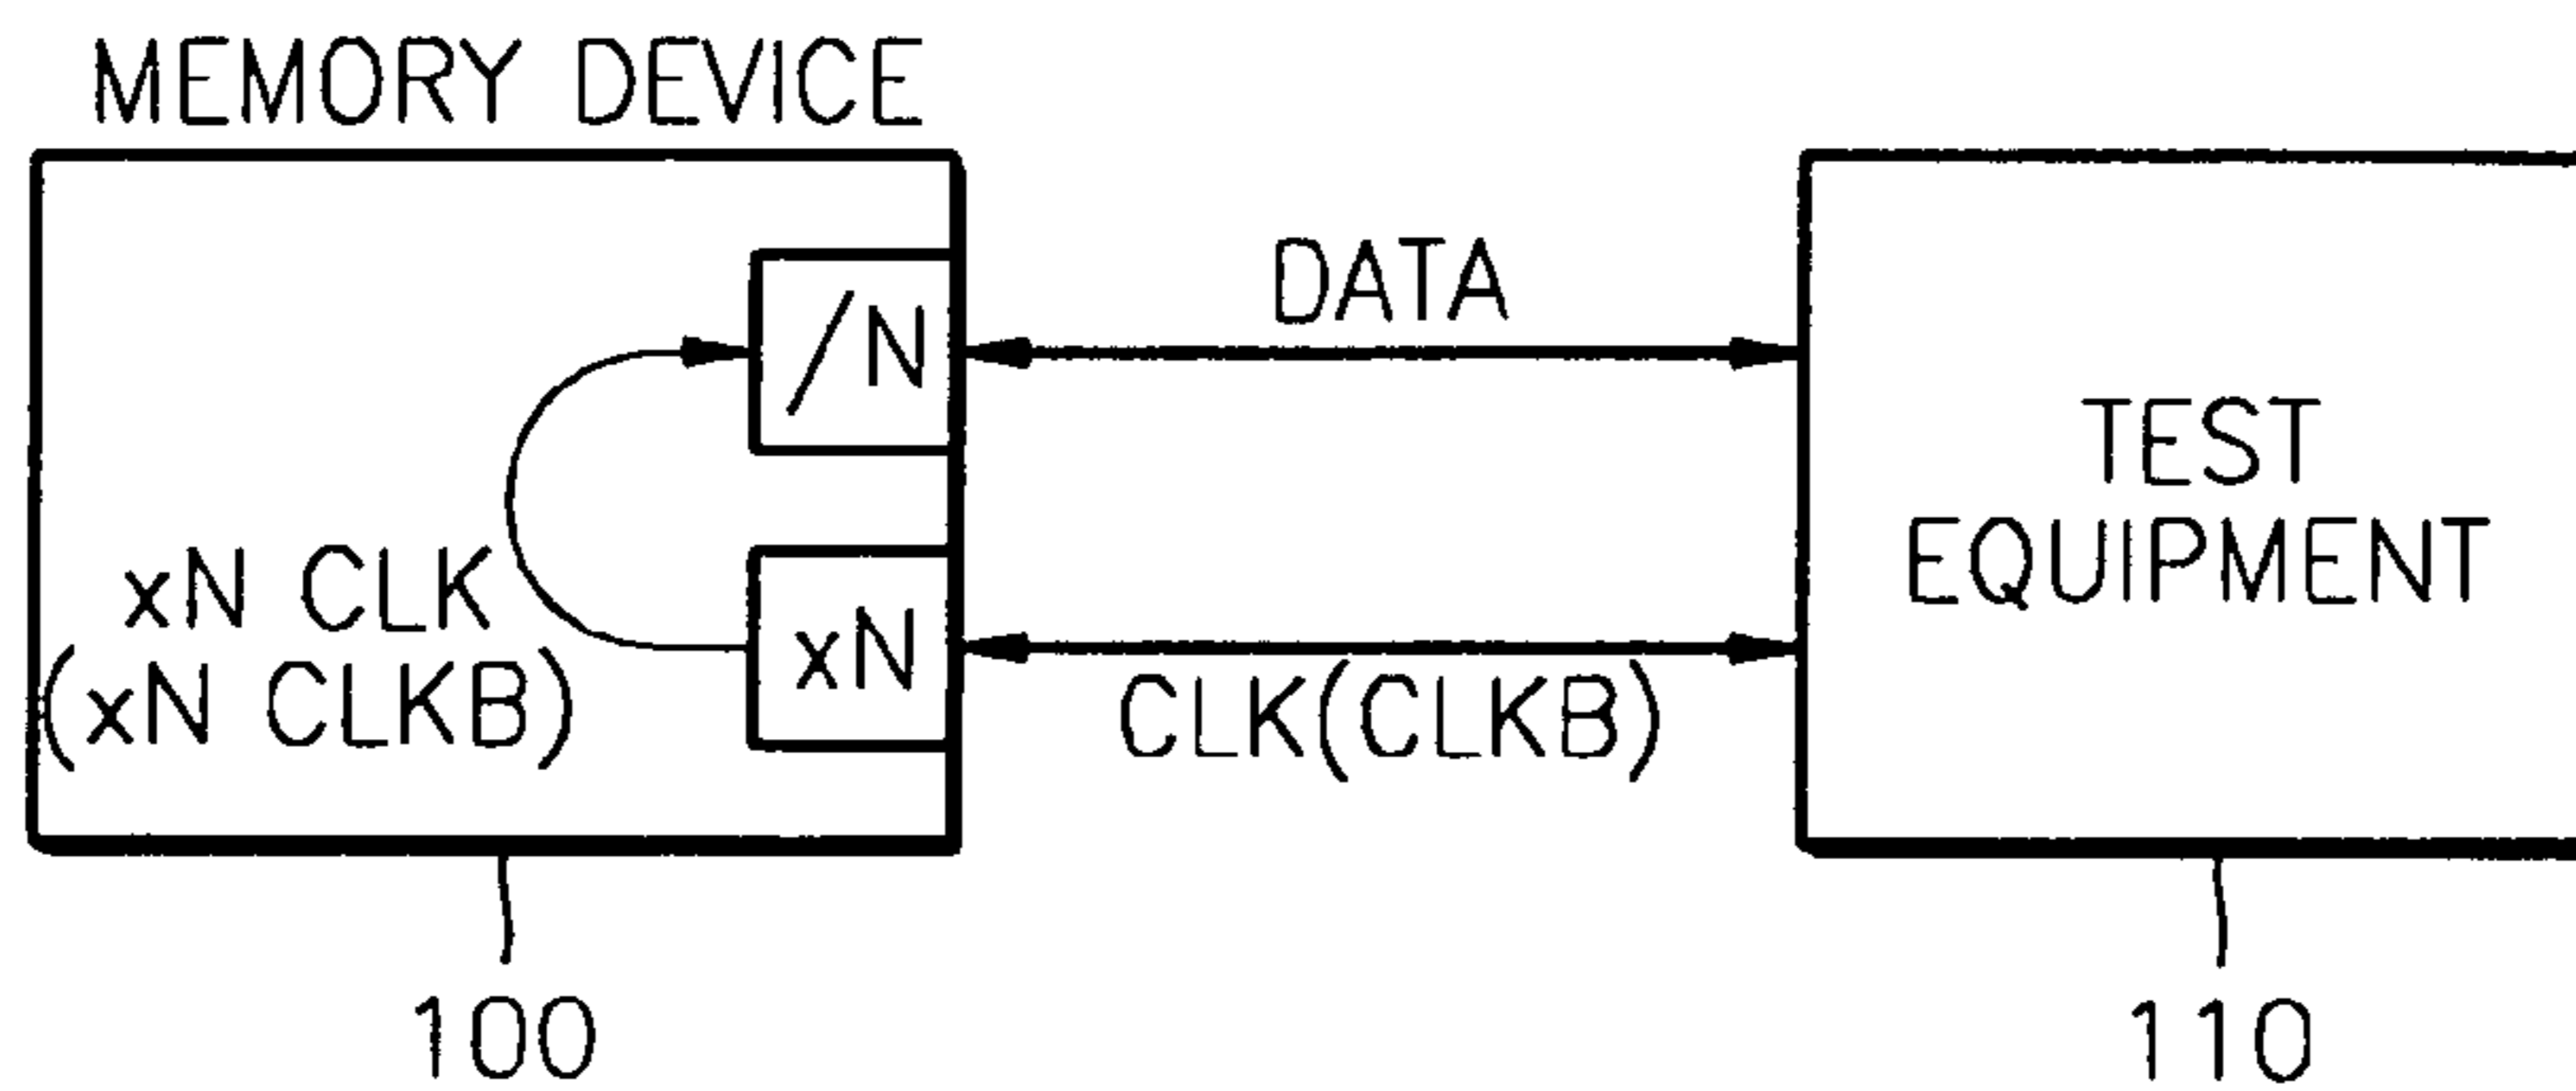 MEMORY DEVICE
/N
DATA
TEST
EQUIPMENT
xN CLK
(xN CLKB)
xN
CLK(CLKB)
100
110